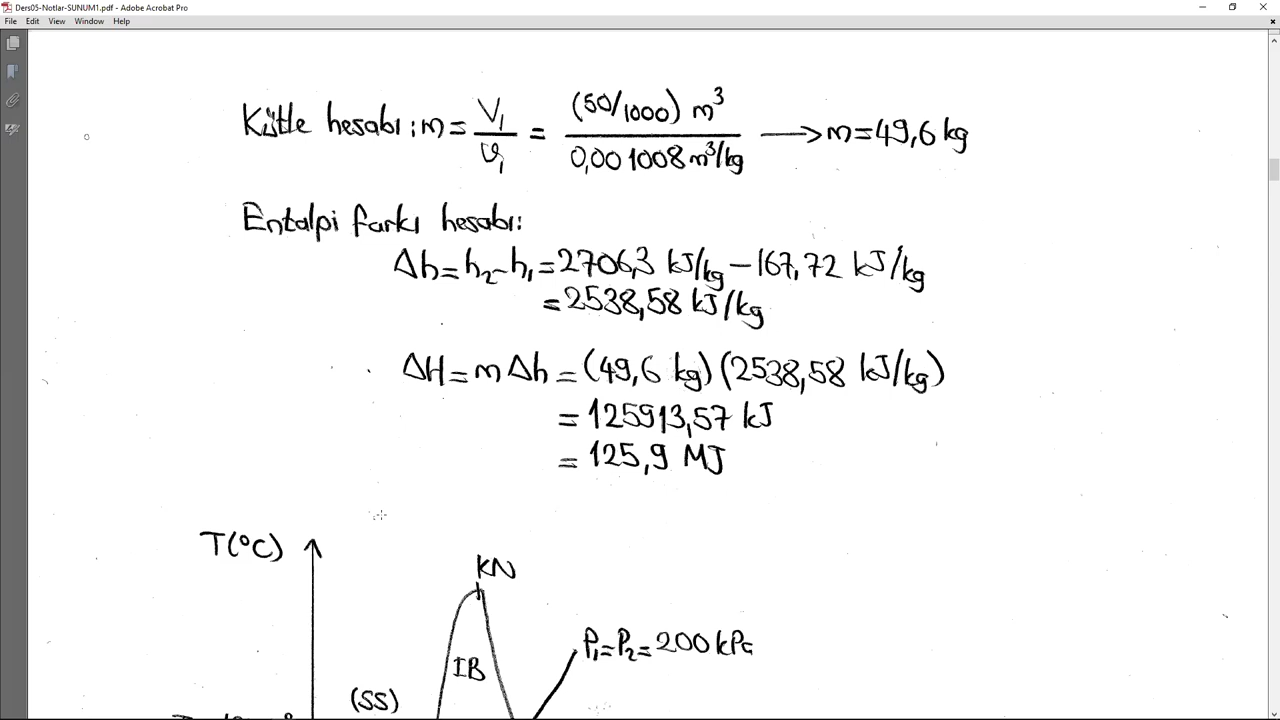 Ders05-Notlar-SUNUM1.pdf - Adobe Acrobat Pro
File Edit View Window Help
Kütle hesabı: m = V₁/v₁ = (50/1000) m³ / 0,001008 m³/kg → m = 49,6 kg
Entalpi farkı hesabı:
Δh = h₂ - h₁ = 2706,3 kJ/kg - 167,72 kJ/kg
= 2538,58 kJ/kg
ΔH = m Δh = (49,6 kg) (2538,58 kJ/kg)
= 125913,57 kJ
= 125,9 MJ
T(°C)
KN
P₁ = P₂ = 200 kPa
IB
(SS)